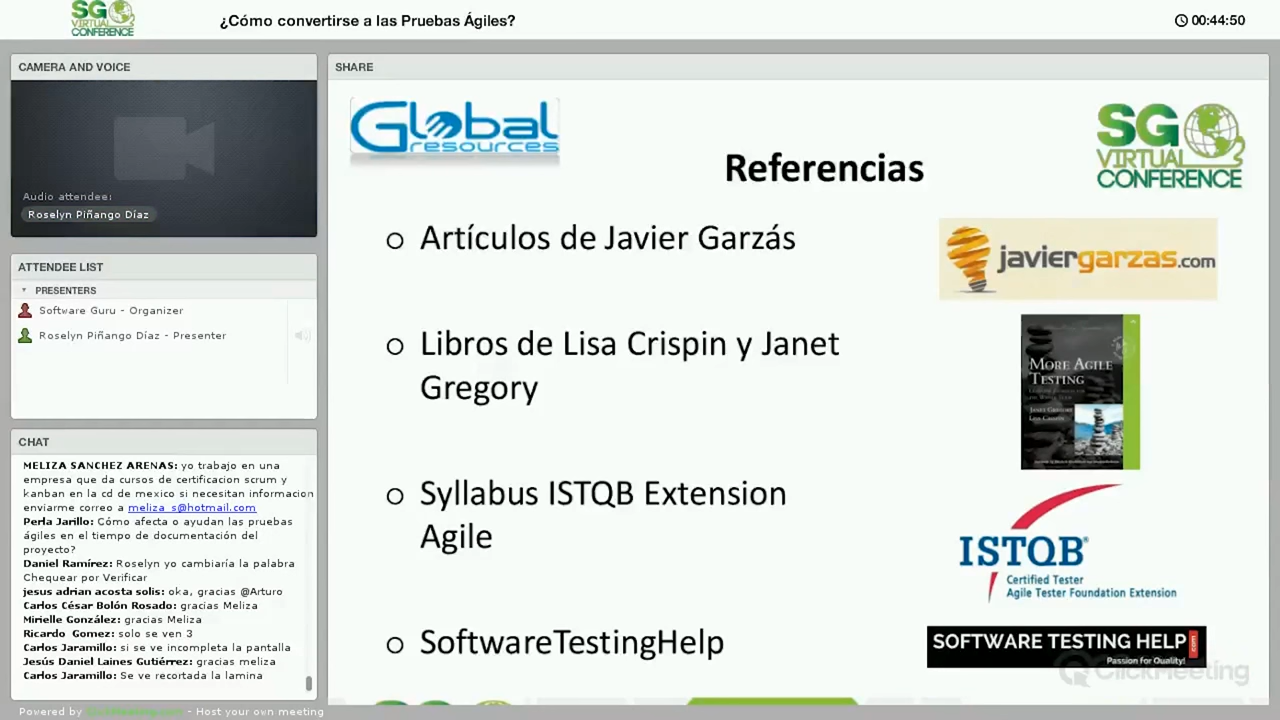 SG
VIRTUAL
CONFERENCE
¿Cómo convertirse a las Pruebas Ágiles?
00:44:50
CAMERA AND VOICE
Audio attendee:
Roselyn Piñango Díaz
ATTENDEE LIST
PRESENTERS
Software Guru - Organizer
Roselyn Piñango Díaz - Presenter
CHAT
MELIZA SANCHEZ ARENAS: yo trabajo en una
empresa que da cursos de certificacion scrum y
kanban en la cd de mexico si necesitan informacion
enviarme correo a meliza_s@hotmail.com
Perla Jarillo: Cómo afecta o ayudan las pruebas
ágiles en el tiempo de documentación del
proyecto?
Daniel Ramírez: Roselyn yo cambiaría la palabra
Chequear por Verificar
jesus adrian acosta solis: oka, gracias @Arturo
Carlos César Bolón Rosado: gracias Meliza
Mirielle González: gracias Meliza
Ricardo Gomez: solo se ven 3
Carlos Jaramillo: si se ve incompleta la pantalla
Jesús Daniel Laines Gutiérrez: gracias meliza
Carlos Jaramillo: Se ve recortada la lamina
Powered by ClickMeeting.com - Host your own meeting
SHARE
Global
resources
Referencias
SG
VIRTUAL
CONFERENCE
o Artículos de Javier Garzás
javiergarzas.com
o Libros de Lisa Crispin y Janet
Gregory
MORE AGILE
TESTING
JANET GREGORY
LISA CRISPIN
o Syllabus ISTQB Extension
Agile
ISTQB®
Certified Tester
Agile Tester Foundation Extension
o SoftwareTestingHelp
SOFTWARE TESTING HELP .com
Passion for Quality!
ClickMeeting